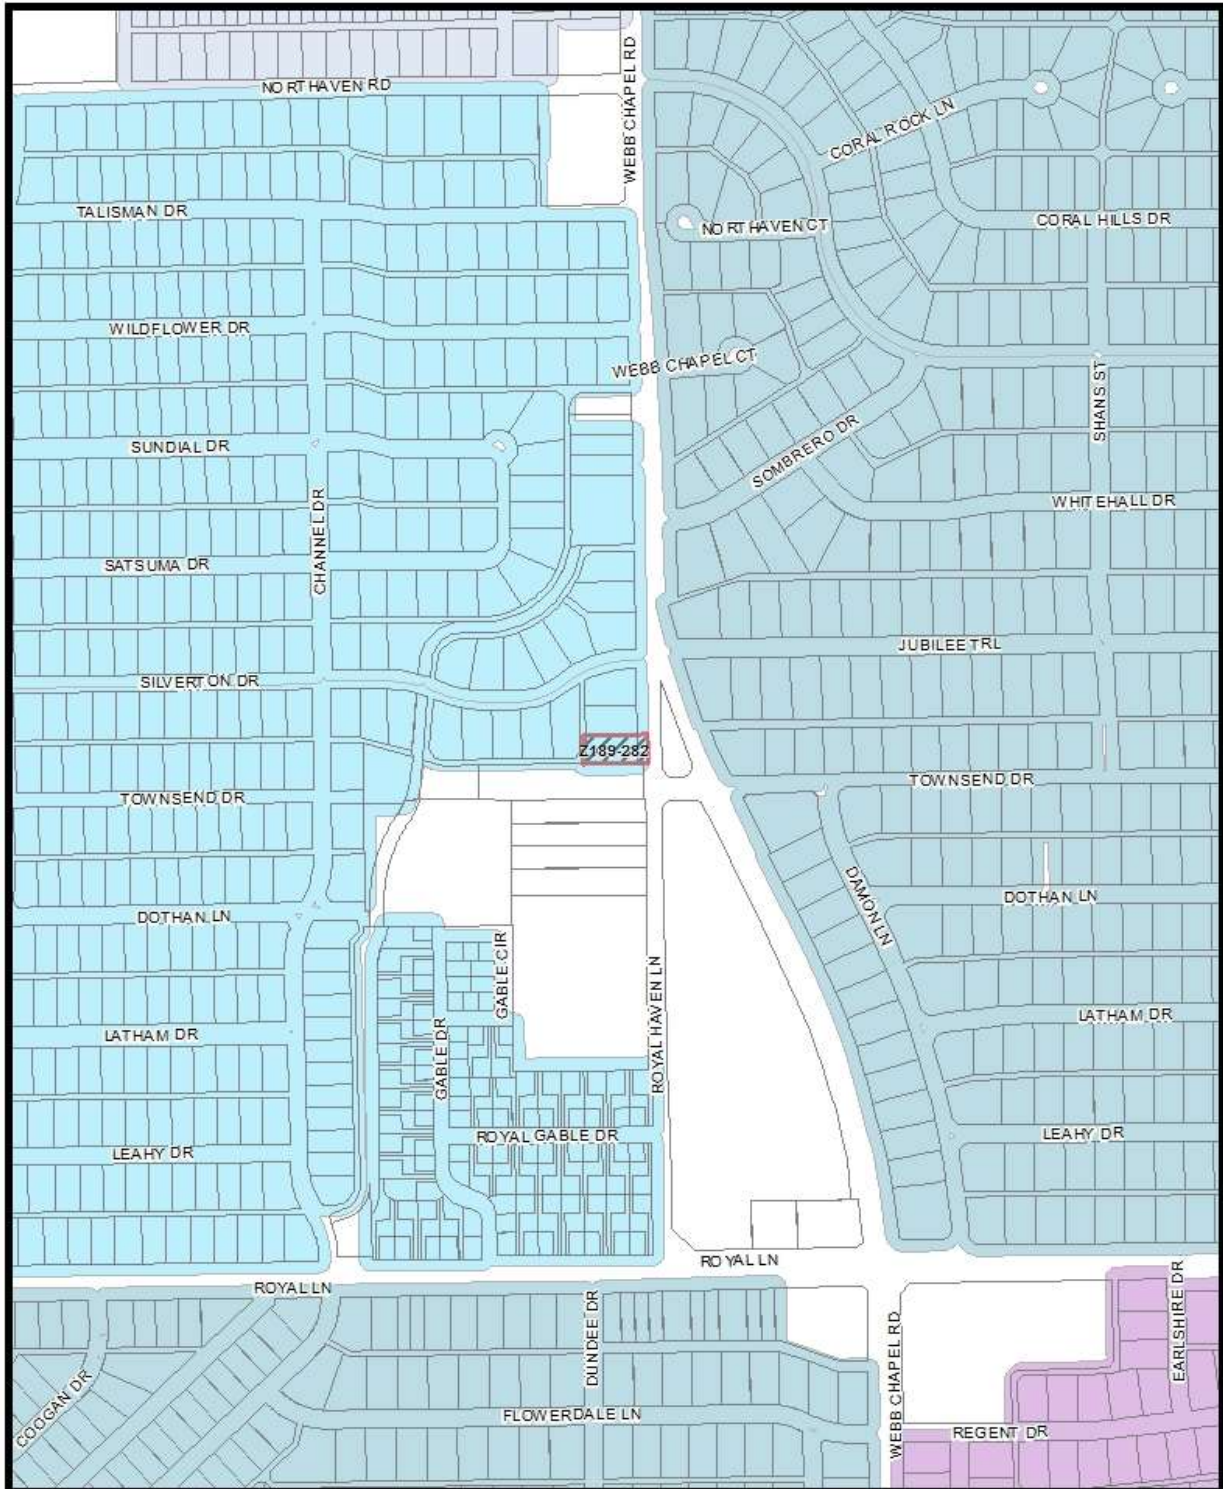 WEBB CHAPEL RD
NORTHAVEN RD
CORAL ROCK LN
TALISMAN DR
NORTHAVEN CT
CORAL HILLS DR
WILDFLOWER DR
WEBB CHAPEL CT
SHANS ST
SUNDIAL DR
SOMBRERO DR
CHANNEL DR
WHITEHALL DR
SATSUMA DR
JUBILEE TRL
SILVERTON DR
Z189-282
TOWNSEND DR
TOWNSEND DR
DAMON LN
DOTHAN LN
DOTHAN LN
GABLE CIR
ROYAL HAVEN LN
LATHAM DR
LATHAM DR
GABLE DR
ROYAL GABLE DR
LEAHY DR
LEAHY DR
ROYAL LN
ROYAL LN
EARLSHIRE DR
DUNDEE DR
WEBB CHAPEL RD
COOGAN DR
FLOWERDALE LN
REGENT DR